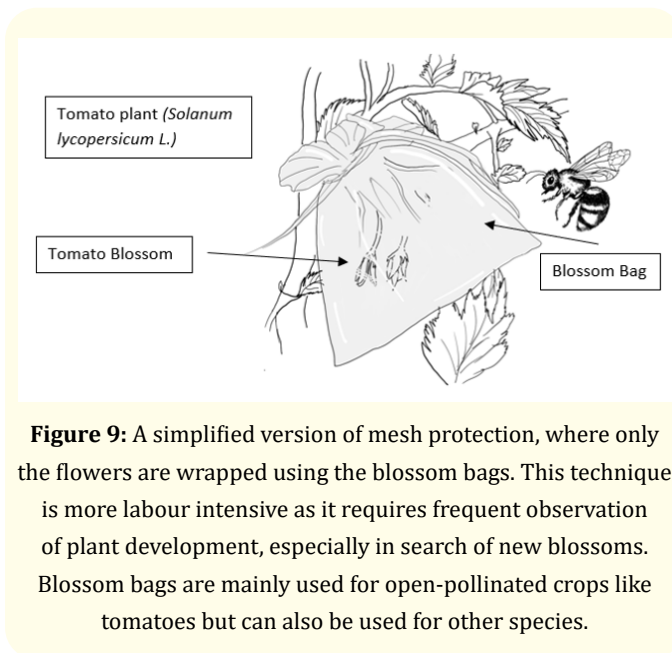 Tomato plant (Solanum
lycopersicum L.)
Tomato Blossom
Blossom Bag
Figure 9: A simplified version of mesh protection, where only
the flowers are wrapped using the blossom bags. This technique
is more labour intensive as it requires frequent observation
of plant development, especially in search of new blossoms.
Blossom bags are mainly used for open-pollinated crops like
tomatoes but can also be used for other species.